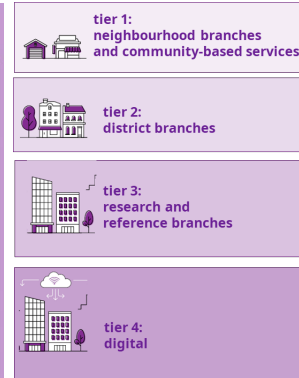 tier 1:
neighbourhood branches
and community-based services
tier 2:
district branches
tier 3:
research and
reference branches
tier 4:
digital